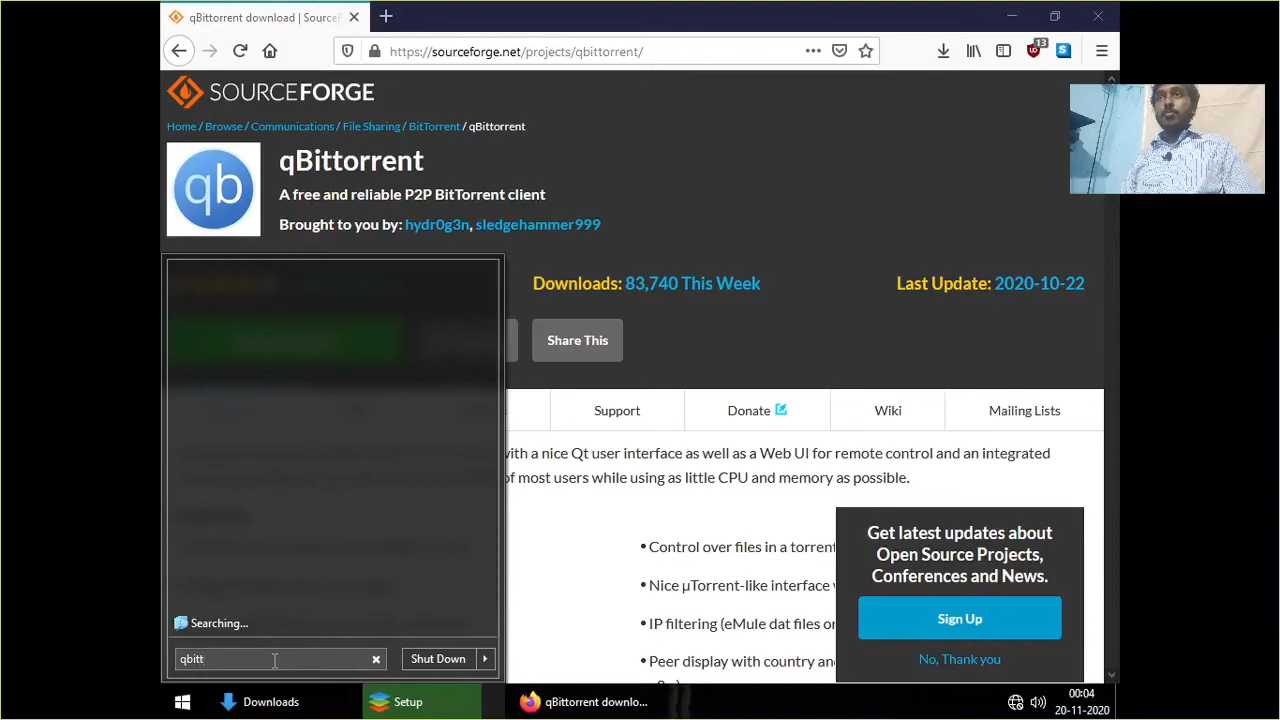 qBittorrent download | SourceF
https://sourceforge.net/projects/qbittorrent/
13
SOURCEFORGE
Home / Browse / Communications / File Sharing / BitTorrent / qBittorrent
qb
qBittorrent
A free and reliable P2P BitTorrent client
Brought to you by: hydr0g3n, sledgehammer999
Downloads: 83,740 This Week
Last Update: 2020-10-22
Share This
Support
Donate
Wiki
Mailing Lists
with a nice Qt user interface as well as a Web UI for remote control and an integrated
of most users while using as little CPU and memory as possible.
• Control over files in a torrent
• Nice µTorrent-like interface
• IP filtering (eMule dat files or
• Peer display with country and
Get latest updates about
Open Source Projects,
Conferences and News.
Sign Up
No, Thank you
Searching...
qbitt
Shut Down
Downloads
Setup
qBittorrent downlo...
00:04
20-11-2020